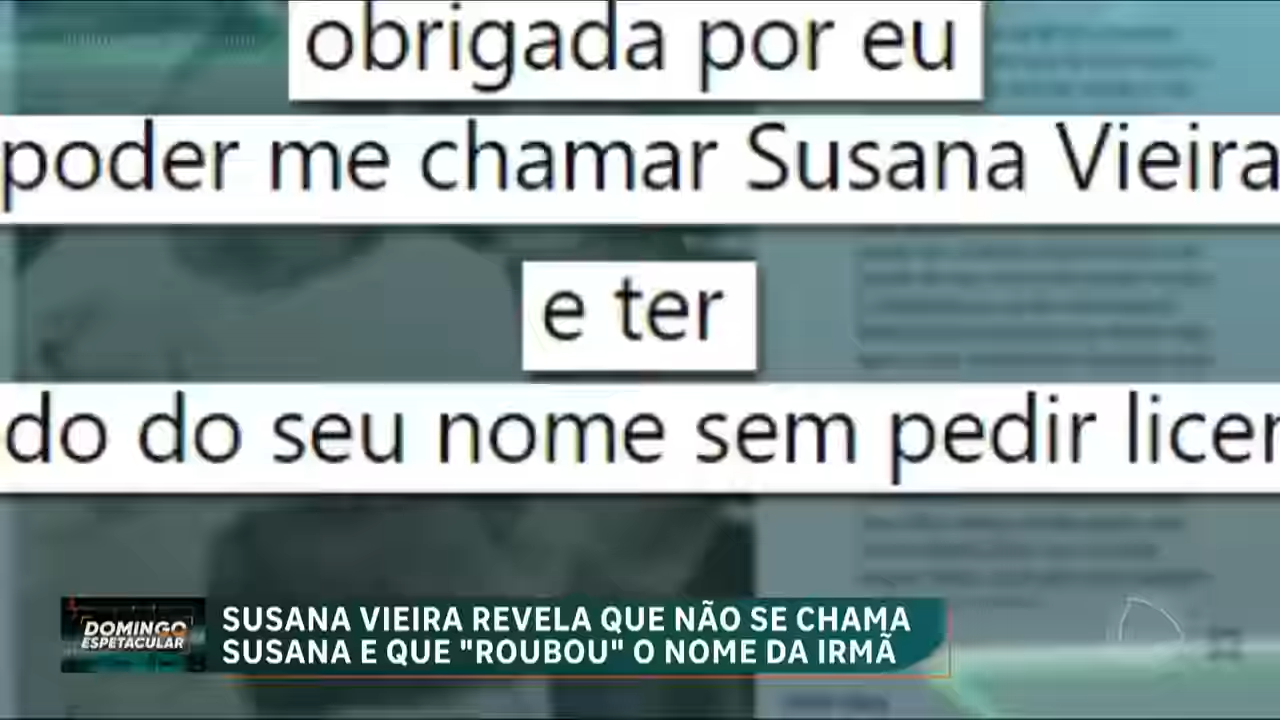 obrigada por eu
poder me chamar Susana Vieira
e ter
do do seu nome sem pedir
DOMINGO
ESPETACULAR
SUSANA VIEIRA REVELA QUE NÃO SE CHAMA
SUSANA E QUE "ROUBOU" O NOME DA IRMÃ